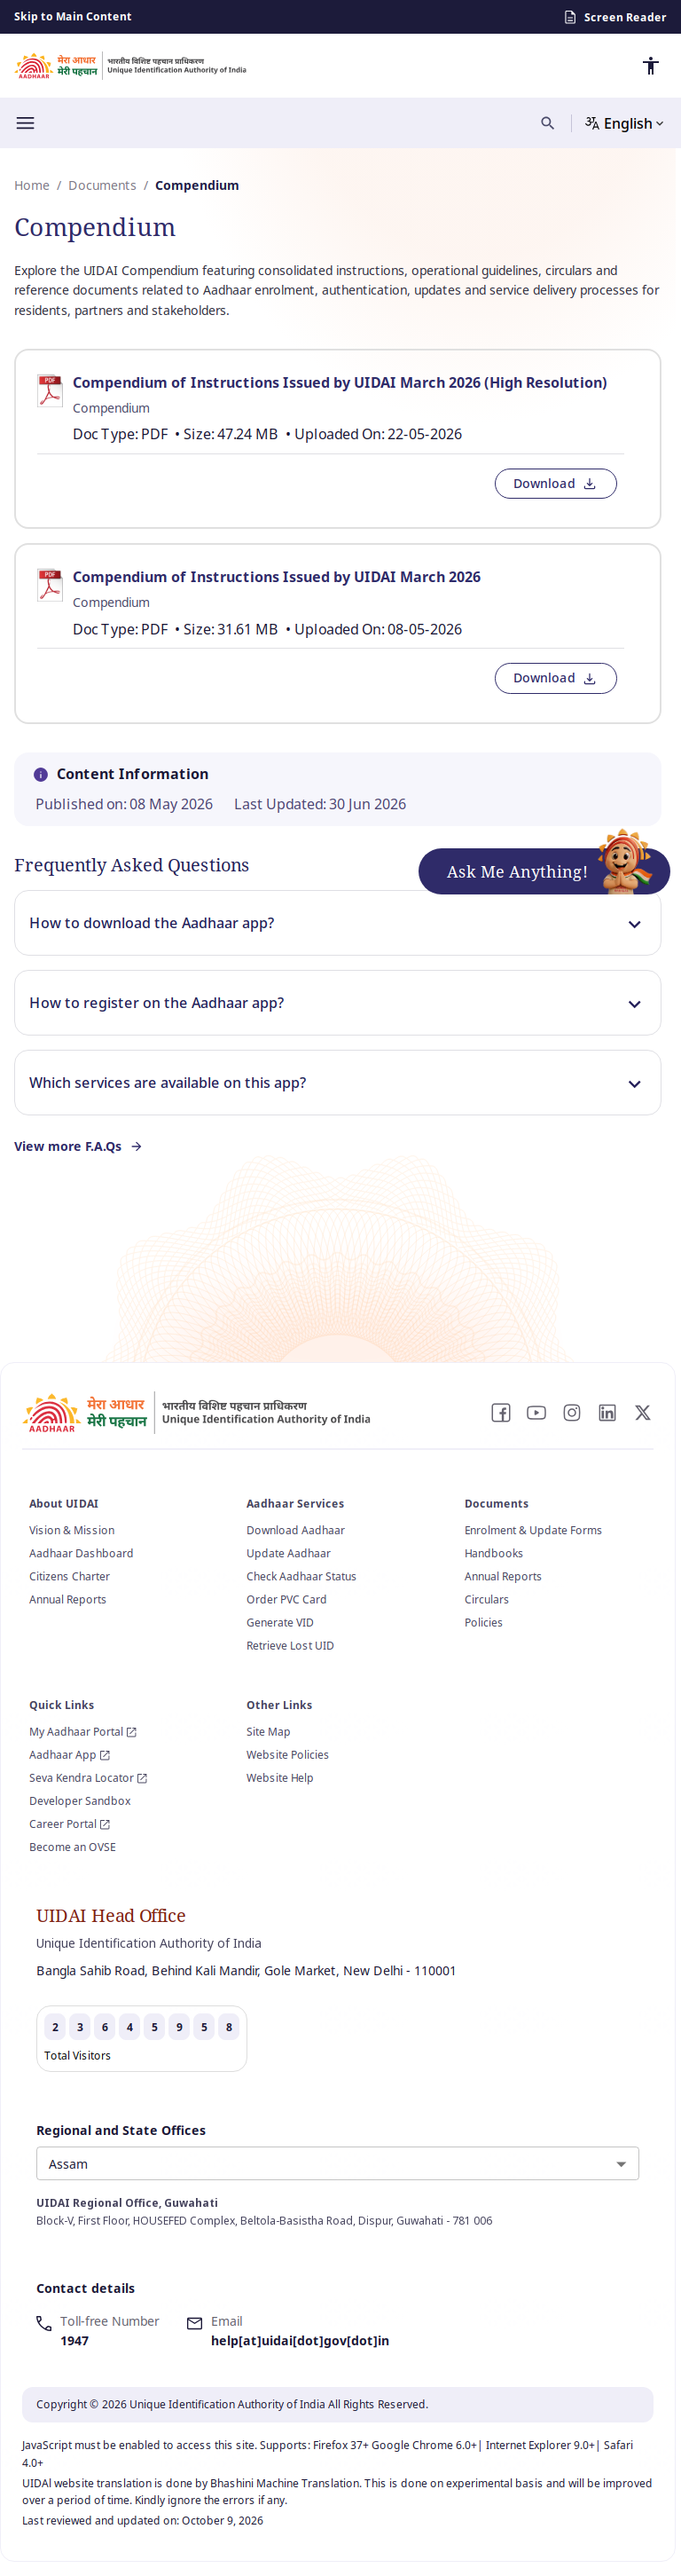 Skip to Main Content
Screen Reader
मेरा आधार
मेरी पहचान
AADHAAR
भारतीय विशिष्ट पहचान प्राधिकरण
Unique Identification Authority of India
English
Home / Documents / Compendium
Compendium
Explore the UIDAI Compendium featuring consolidated instructions, operational guidelines, circulars and
reference documents related to Aadhaar enrolment, authentication, updates and service delivery processes for
residents, partners and stakeholders.
PDF
Compendium of Instructions Issued by UIDAI March 2026 (High Resolution)
Compendium
Doc Type: PDF • Size: 47.24 MB • Uploaded On: 22-05-2026
Download
PDF
Compendium of Instructions Issued by UIDAI March 2026
Compendium
Doc Type: PDF • Size: 31.61 MB • Uploaded On: 08-05-2026
Download
Content Information
Published on: 08 May 2026 Last Updated: 30 Jun 2026
Frequently Asked Questions
Ask Me Anything!
How to download the Aadhaar app?
How to register on the Aadhaar app?
Which services are available on this app?
View more F.A.Qs
मेरा आधार
मेरी पहचान
AADHAAR
भारतीय विशिष्ट पहचान प्राधिकरण
Unique Identification Authority of India
About UIDAI
Vision & Mission
Aadhaar Dashboard
Citizens Charter
Annual Reports
Aadhaar Services
Download Aadhaar
Update Aadhaar
Check Aadhaar Status
Order PVC Card
Generate VID
Retrieve Lost UID
Documents
Enrolment & Update Forms
Handbooks
Annual Reports
Circulars
Policies
Quick Links
My Aadhaar Portal
Aadhaar App
Seva Kendra Locator
Developer Sandbox
Career Portal
Become an OVSE
Other Links
Site Map
Website Policies
Website Help
UIDAI Head Office
Unique Identification Authority of India
Bangla Sahib Road, Behind Kali Mandir, Gole Market, New Delhi - 110001
2 3 6 4 5 9 5 8
Total Visitors
Regional and State Offices
Assam
UIDAI Regional Office, Guwahati
Block-V, First Floor, HOUSEFED Complex, Beltola-Basistha Road, Dispur, Guwahati - 781 006
Contact details
Toll-free Number
1947
Email
help[at]uidai[dot]gov[dot]in
Copyright © 2026 Unique Identification Authority of India All Rights Reserved.
JavaScript must be enabled to access this site. Supports: Firefox 37+ Google Chrome 6.0+| Internet Explorer 9.0+| Safari
4.0+
UIDAI website translation is done by Bhashini Machine Translation. This is done on experimental basis and will be improved
over a period of time. Kindly ignore the errors if any.
Last reviewed and updated on: October 9, 2026